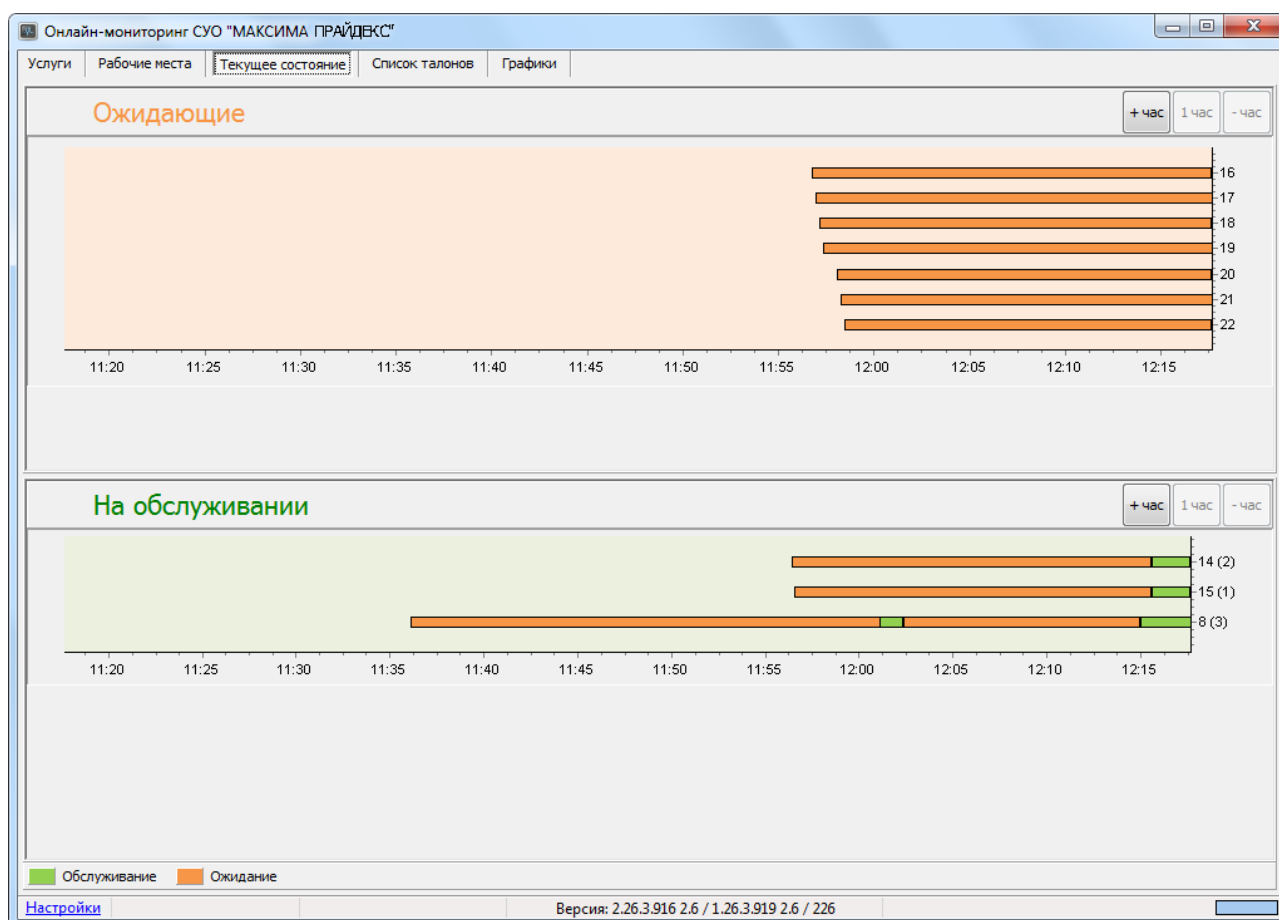 Онлайн-мониторинг СУО "МАКСИМА ПРАЙДЕКС"
Услуги Рабочие места Текущее состояние Список талонов Графики
Ожидающие + час 1 час - час
16
17
18
19
20
21
22
11:20 11:25 11:30 11:35 11:40 11:45 11:50 11:55 12:00 12:05 12:10 12:15
На обслуживании + час 1 час - час
14 (2)
15 (1)
8 (3)
11:20 11:25 11:30 11:35 11:40 11:45 11:50 11:55 12:00 12:05 12:10 12:15
Обслуживание Ожидание
Настройки Версия: 2.26.3.916 2.6 / 1.26.3.919 2.6 / 226